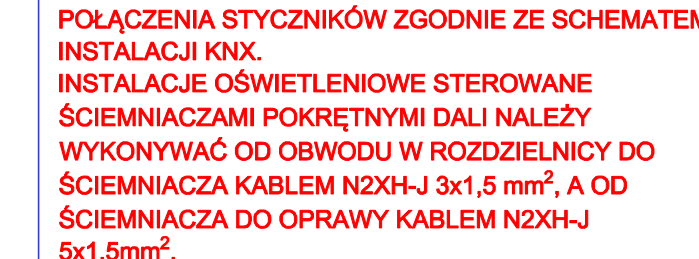 POŁĄCZENIA STYCZNIKÓW ZGODNIE ZE SCHEMATEM
INSTALACJI KNX.
INSTALACJE OŚWIETLENIOWE STEROWANE
ŚCIEMNIACZAMI POKRĘTNYMI DALI NALEŻY
WYKONYWAĆ OD OBWODU W ROZDZIELNICY DO
ŚCIEMNIACZA KABLEM N2XH-J 3x1,5 mm², A OD
ŚCIEMNIACZA DO OPRAWY KABLEM N2XH-J
5x1,5mm².